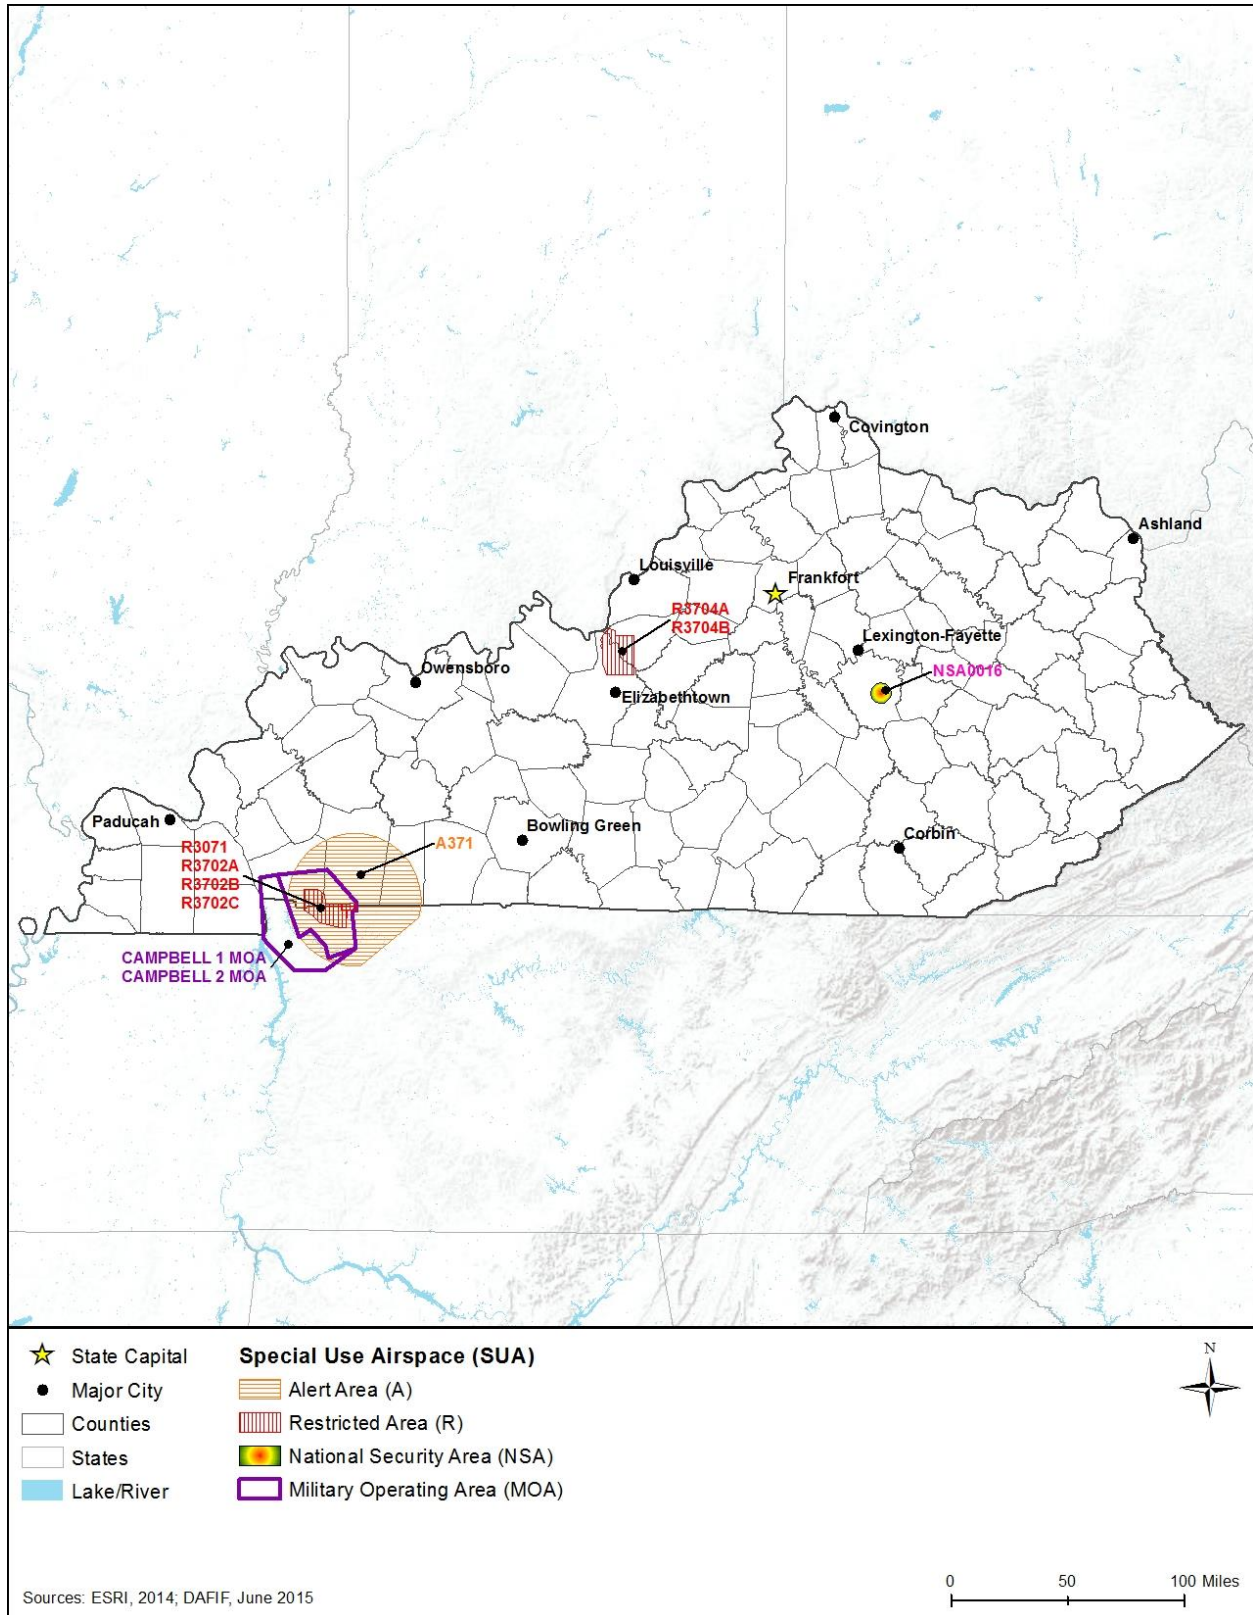 Covington
Ashland
Louisville
Frankfort
R3704A
R3704B
Lexington-Fayette
Owensboro
NSA0016
Elizabethtown
Paducah
Bowling Green
Corbin
R3071
A371
R3702A
R3702B
R3702C
CAMPBELL 1 MOA
CAMPBELL 2 MOA
State Capital
Major City
Counties
States
Lake/River
Special Use Airspace (SUA)
Alert Area (A)
Restricted Area (R)
National Security Area (NSA)
Military Operating Area (MOA)
N
Sources: ESRI, 2014; DAFIF, June 2015
0 50 100 Miles